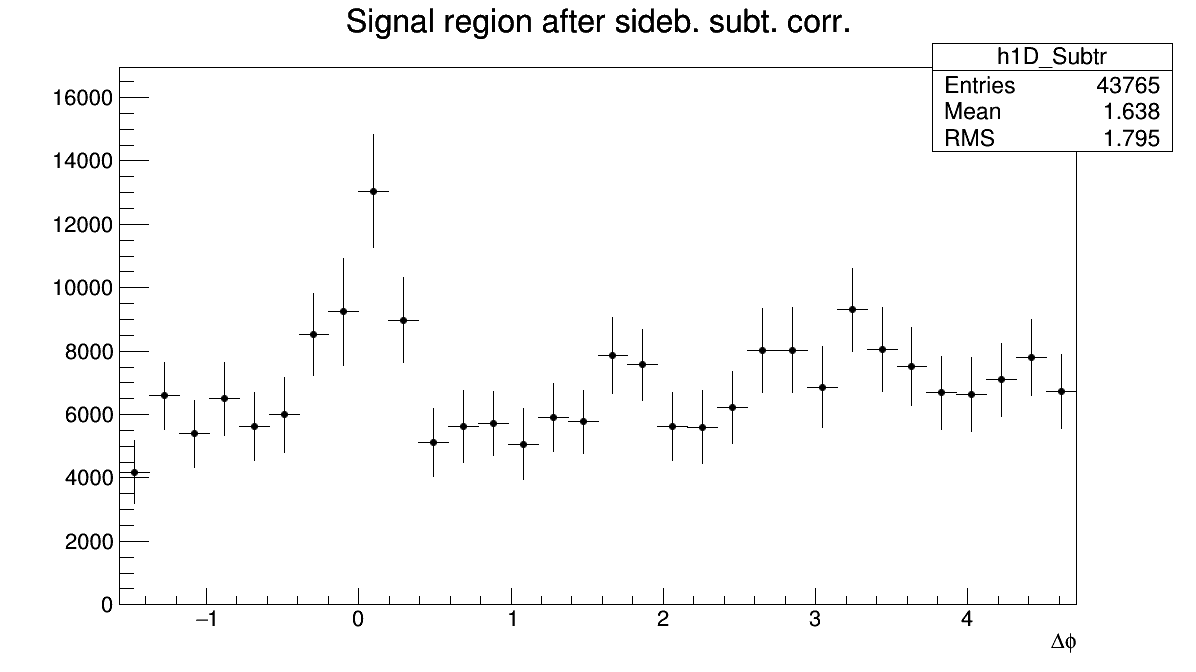 Signal region after sideb. subt. corr.
h1D_Subtr
Entries 43765
Mean 1.638
RMS 1.795
16000
14000
12000
10000
8000
6000
4000
2000
0
−1 0 1 2 3 4
Δϕ